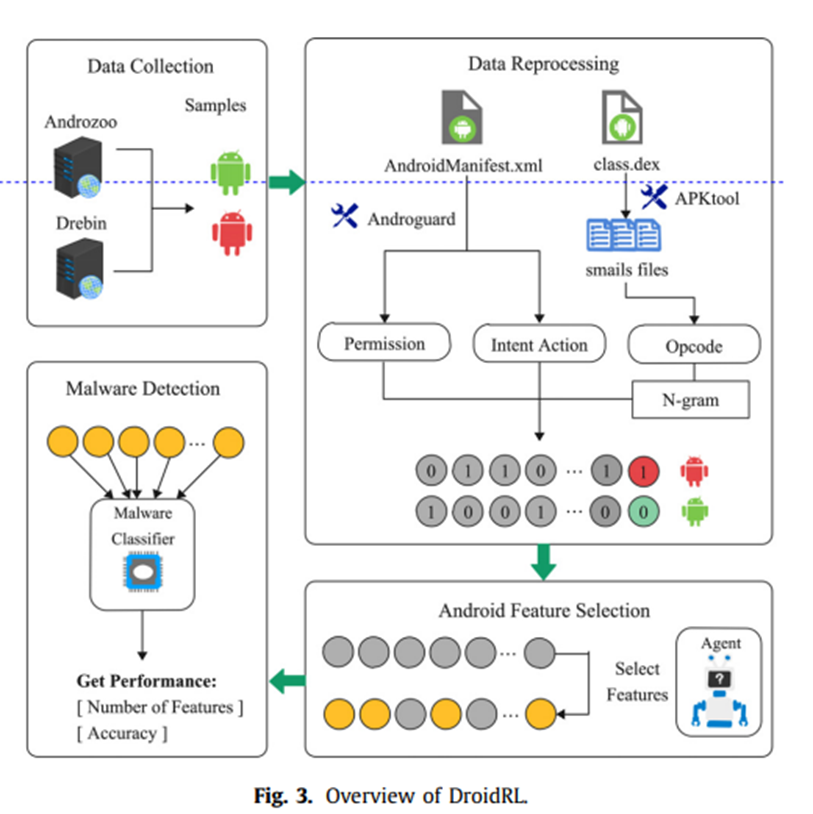 Data Collection
Samples
Androzoo
Drebin
Data Reprocessing
AndroidManifest.xml
class.dex
Androguard
APKtool
smails files
Permission
Intent Action
Opcode
N-gram
0 1 1 0 ... 1 1
1 0 0 1 ... 0 0
Android Feature Selection
...
Select
Features
Agent
?
...
Malware Detection
...
Malware
Classifier
Get Performance:
[ Number of Features ]
[ Accuracy ]
Fig. 3. Overview of DroidRL.